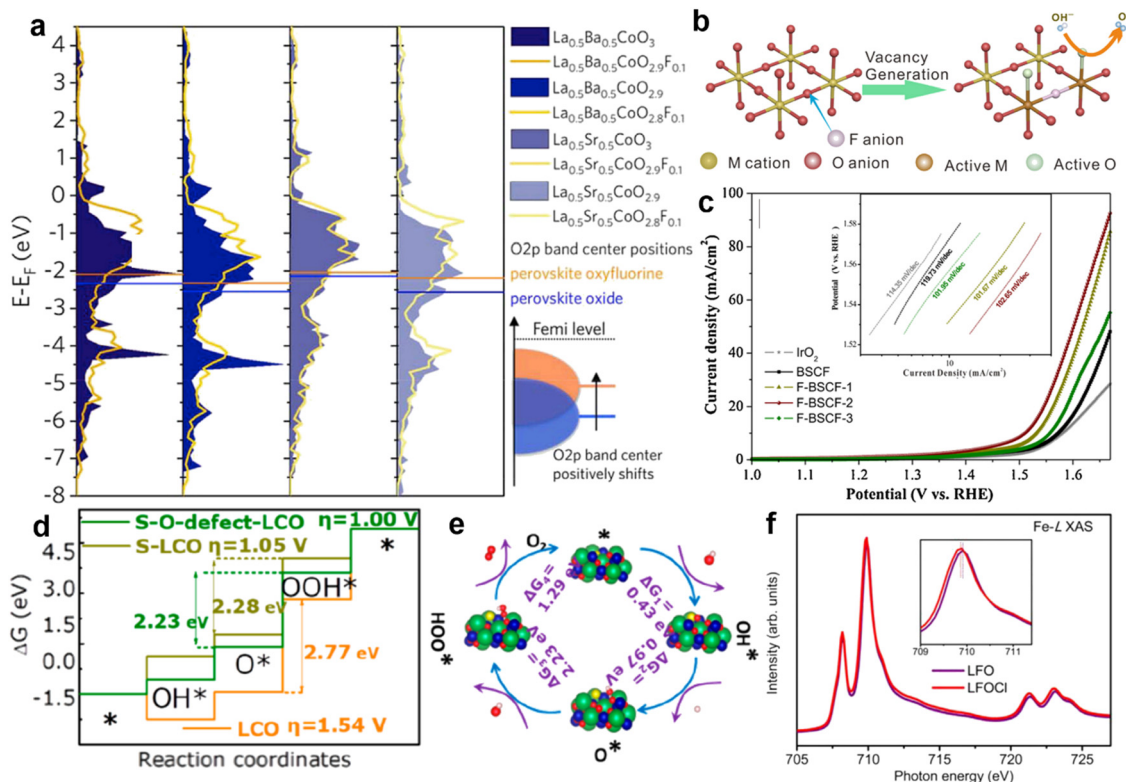 a
4
3
2
1
0
-1
-2
-3
-4
-5
-6
-7
-8
E-E_F (eV)
La0.5Ba0.5CoO3
La0.5Ba0.5CoO2.9F0.1
La0.5Ba0.5CoO2.9
La0.5Ba0.5CoO2.8F0.1
La0.5Sr0.5CoO3
La0.5Sr0.5CoO2.9F0.1
La0.5Sr0.5CoO2.9
La0.5Sr0.5CoO2.8F0.1
O2p band center
positions
perovskite oxyfluorine
perovskite oxide
Femi level
O2p band center
positively shifts
b
Vacancy
Generation
OH⁻
F anion
M cation
O anion
Active M
Active O
c
100
80
60
40
20
0
Current density (mA/cm²)
1.0
1.1
1.2
1.3
1.4
1.5
1.6
Potential (V vs. RHE)
IrO2
BSCF
F-BSCF-1
F-BSCF-2
F-BSCF-3
1.58
1.56
1.54
1.52
Potential (V vs. RHE)
114.35 mV/dec
119.73 mV/dec
101.95 mV/dec
101.67 mV/dec
102.65 mV/dec
10
Current Density (mA/cm²)
d
S-O-defect-LCO η=1.00 V
S-LCO η=1.05 V
*
4.5
3.0
1.5
0.0
-1.5
ΔG (eV)
OOH*
2.28 eV
2.23 eV
2.77 eV
O*
OH*
*
LCO η=1.54 V
Reaction coordinates
e
O2
*
ΔG4=
1.29 eV
ΔG1=
0.43 eV
*OOH
*OH
ΔG3=
2.23 eV
ΔG2=
0.97 eV
O*
f
Fe-L XAS
Intensity (arb. units)
709
710
711
LFO
LFOCl
705
710
715
720
725
Photon energy (eV)